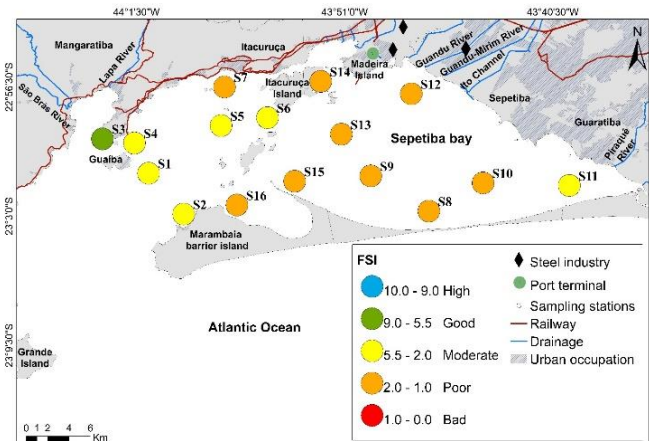 44°1'30"W
43°51'0"W
43°40'30"W
22°56'30"S
23°3'0"S
23°9'30"S
Mangaratiba
Lapa River
São Brás River
Itacuruça
Itacuruça
Island
Madeira
Island
Guandu River
Guandu-Mirim River
Ito Channel
Sepetiba
Guaratiba
Piraquê
River
N
S7
S14
S12
S6
S5
S3
S4
Guaíba
S13
Sepetiba bay
S1
S15
S9
S10
S11
S2
S16
S8
Marambaia
barrier island
Atlantic Ocean
Grande
Island
FSI
10.0 - 9.0 High
9.0 - 5.5 Good
5.5 - 2.0 Moderate
2.0 - 1.0 Poor
1.0 - 0.0 Bad
Steel industry
Port terminal
Sampling stations
Railway
Drainage
Urban occupation
0 1 2 4 6
Km